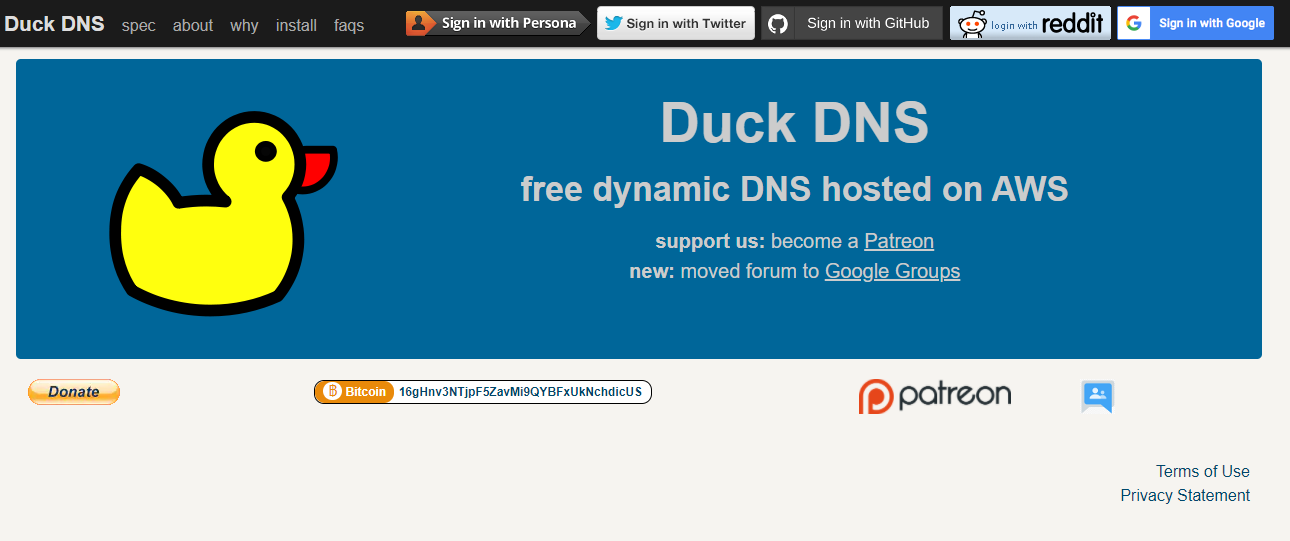 Duck DNS spec about why install faqs Sign in with Persona Sign in with Twitter Sign in with GitHub login with reddit G Sign in with Google
Duck DNS
free dynamic DNS hosted on AWS
support us: become a Patreon
new: moved forum to Google Groups
Donate Bitcoin 16gHnv3NTjpF5ZavMi9QYBFxUkNchdicUS patreon
Terms of Use
Privacy Statement